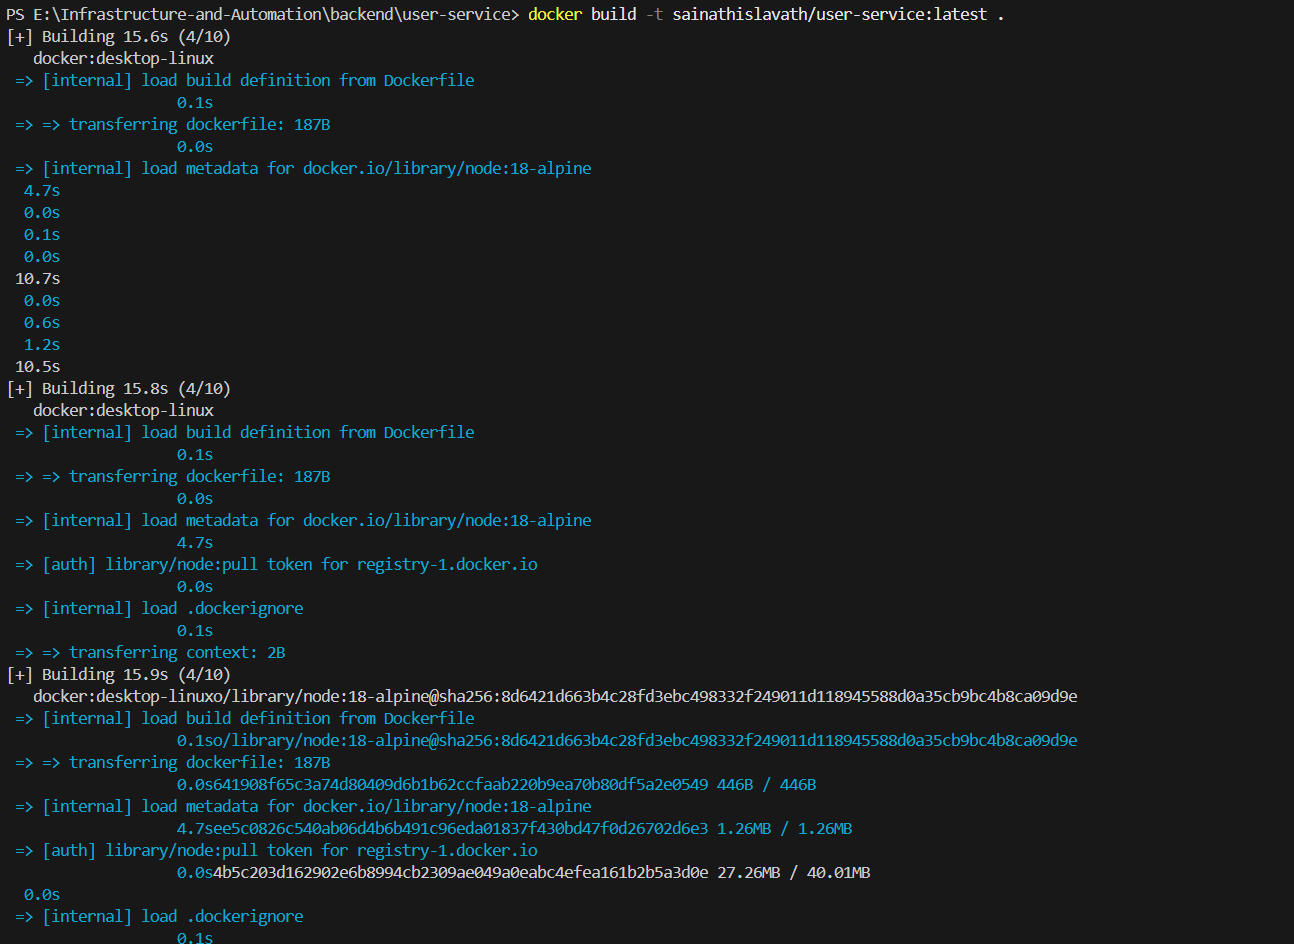 PS E:\Infrastructure-and-Automation\backend\user-service> docker build -t sainathislavath/user-service:latest .
[+] Building 15.6s (4/10)
docker:desktop-linux
=> [internal] load build definition from Dockerfile
0.1s
=> => transferring dockerfile: 187B
0.0s
=> [internal] load metadata for docker.io/library/node:18-alpine
4.7s
0.0s
0.1s
0.0s
10.7s
0.0s
0.6s
1.2s
10.5s
[+] Building 15.8s (4/10)
docker:desktop-linux
=> [internal] load build definition from Dockerfile
0.1s
=> => transferring dockerfile: 187B
0.0s
=> [internal] load metadata for docker.io/library/node:18-alpine
4.7s
=> [auth] library/node:pull token for registry-1.docker.io
0.0s
=> [internal] load .dockerignore
0.1s
=> => transferring context: 2B
[+] Building 15.9s (4/10)
docker:desktop-linuxo/library/node:18-alpine@sha256:8d6421d663b4c28fd3ebc498332f249011d118945588d0a35cb9bc4b8ca09d9e
=> [internal] load build definition from Dockerfile
0.1so/library/node:18-alpine@sha256:8d6421d663b4c28fd3ebc498332f249011d118945588d0a35cb9bc4b8ca09d9e
=> => transferring dockerfile: 187B
0.0s641908f65c3a74d80409d6b1b62ccfaab220b9ea70b80df5a2e0549 446B / 446B
=> [internal] load metadata for docker.io/library/node:18-alpine
4.7see5c0826c540ab06d4b6b491c96eda01837f430bd47f0d26702d6e3 1.26MB / 1.26MB
=> [auth] library/node:pull token for registry-1.docker.io
0.0s4b5c203d162902e6b8994cb2309ae049a0eabc4efea161b2b5a3d0e 27.26MB / 40.01MB
0.0s
=> [internal] load .dockerignore
0.1s